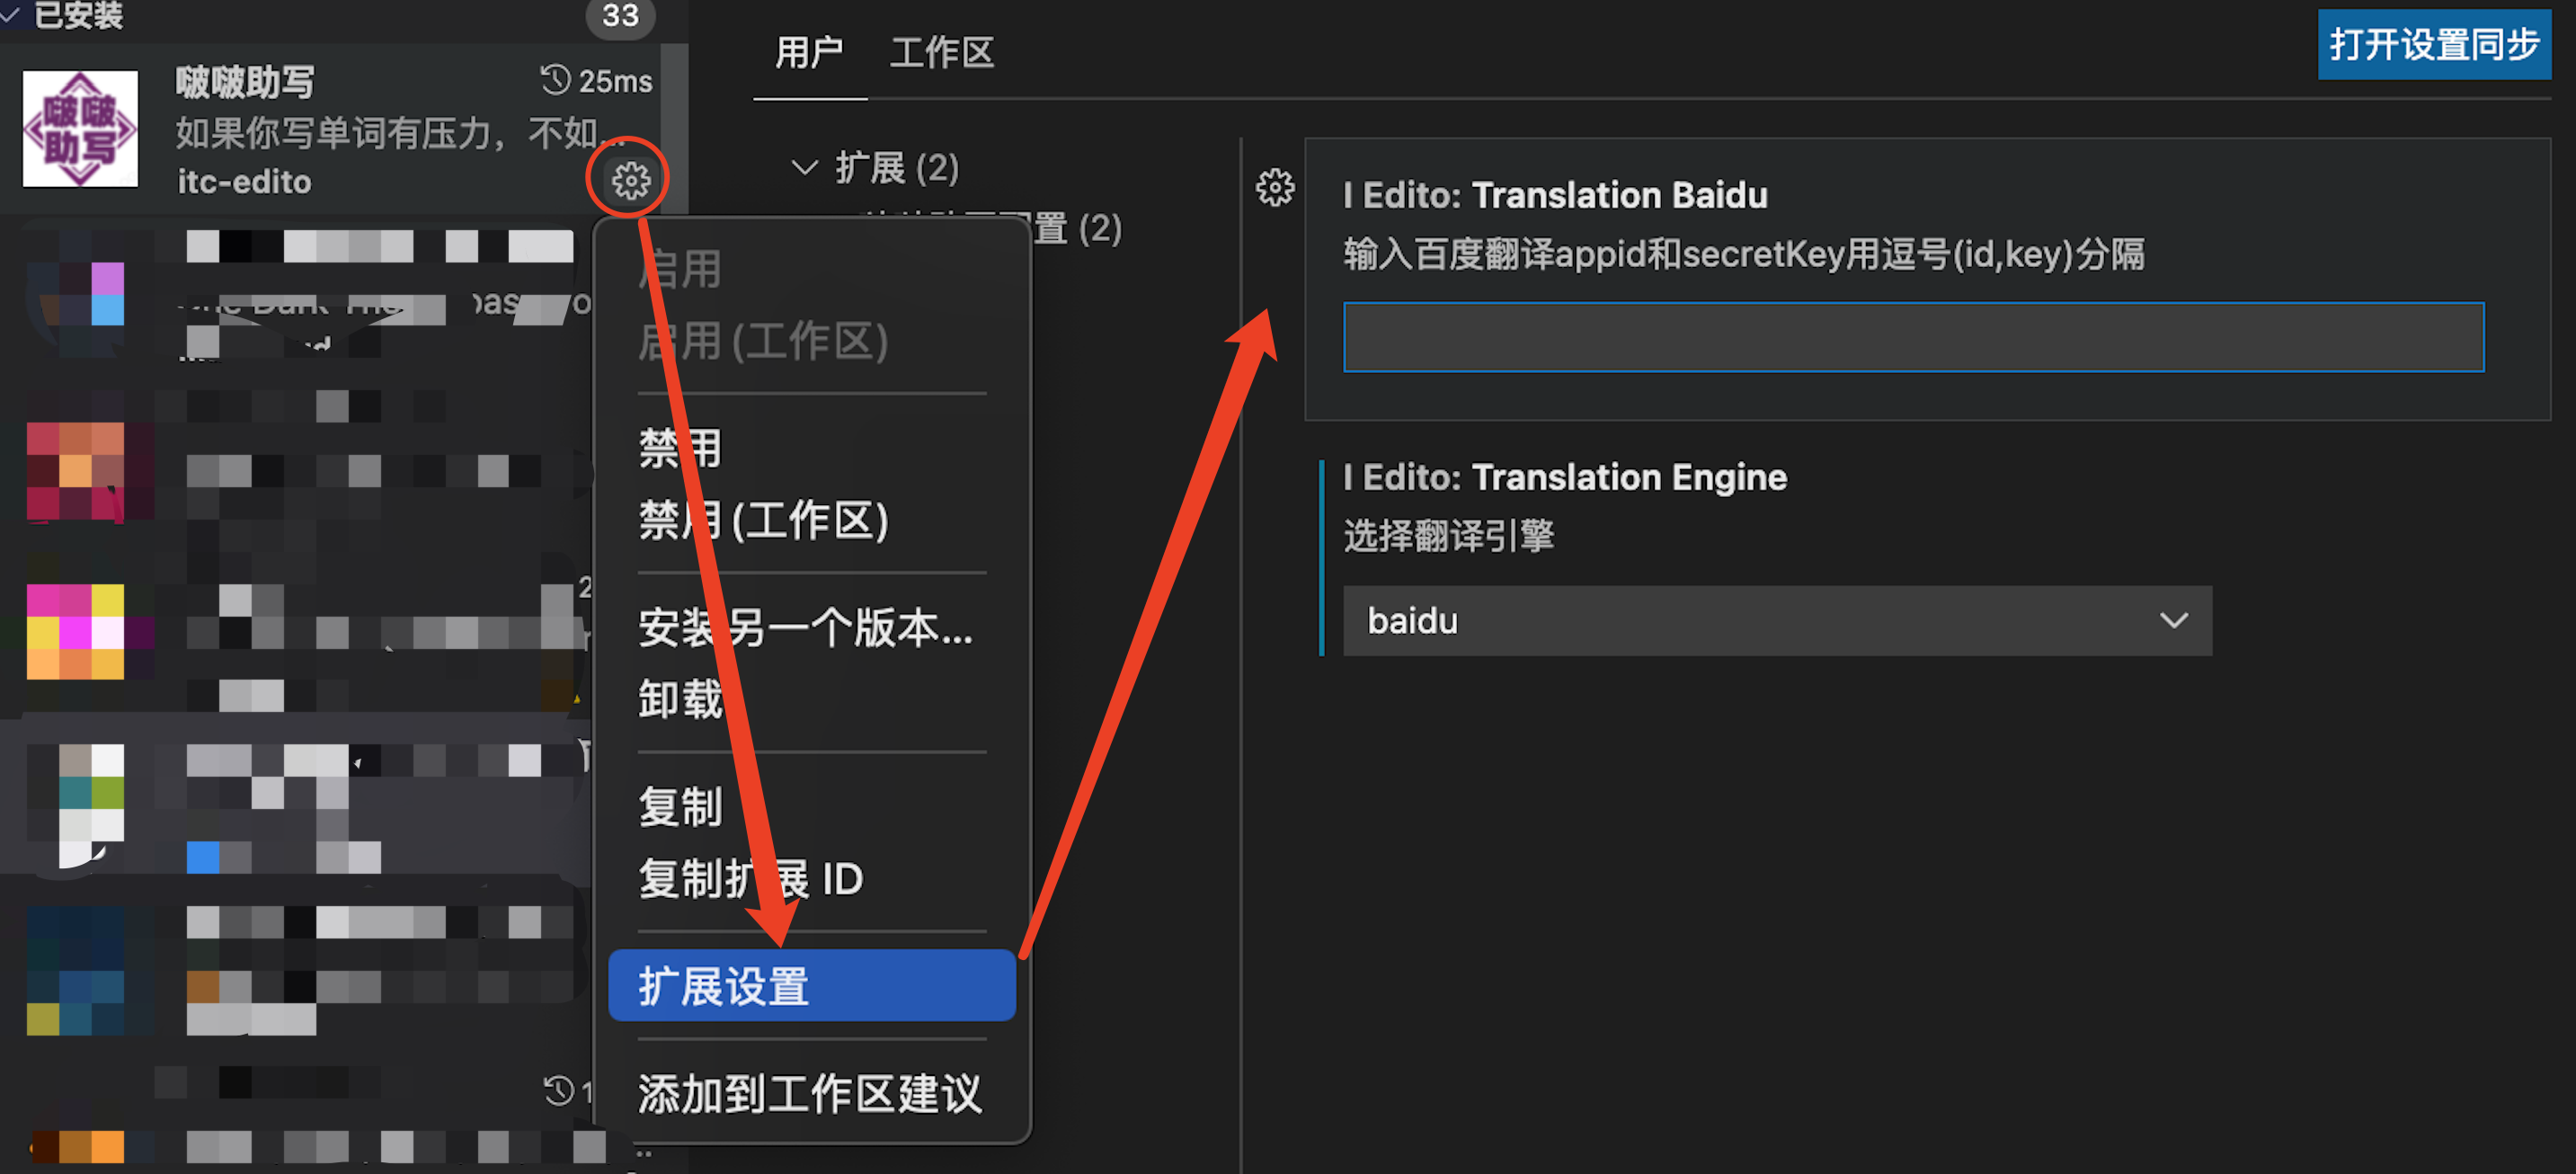 已安装
33
啵啵助写
25ms
啵啵
助写
如果你写单词有压力，不如...
itc-edito
启用
启用 (工作区)
禁用
禁用 (工作区)
安装另一个版本...
卸载
复制
复制扩展 ID
扩展设置
添加到工作区建议
用户
工作区
打开设置同步
扩展 (2)
置 (2)
I Edito: Translation Baidu
输入百度翻译appid和secretKey用逗号(id,key)分隔
I Edito: Translation Engine
选择翻译引擎
baidu